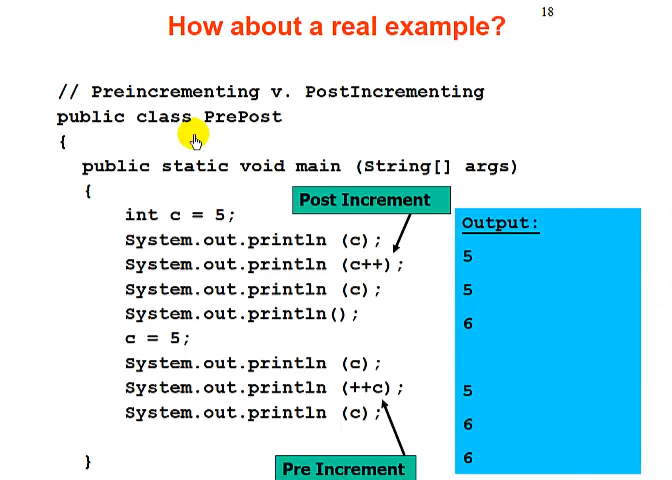 18
How about a real example?
// Preincrementing v. PostIncrementing
public class PrePost
{
public static void main (String[] args)
{
Post Increment
int c = 5;
System.out.println (c);
System.out.println (c++);
System.out.println (c);
System.out.println();
c = 5;
System.out.println (c);
System.out.println (++c);
System.out.println (c);
Pre Increment
}
Output:
5
5
6
5
6
6